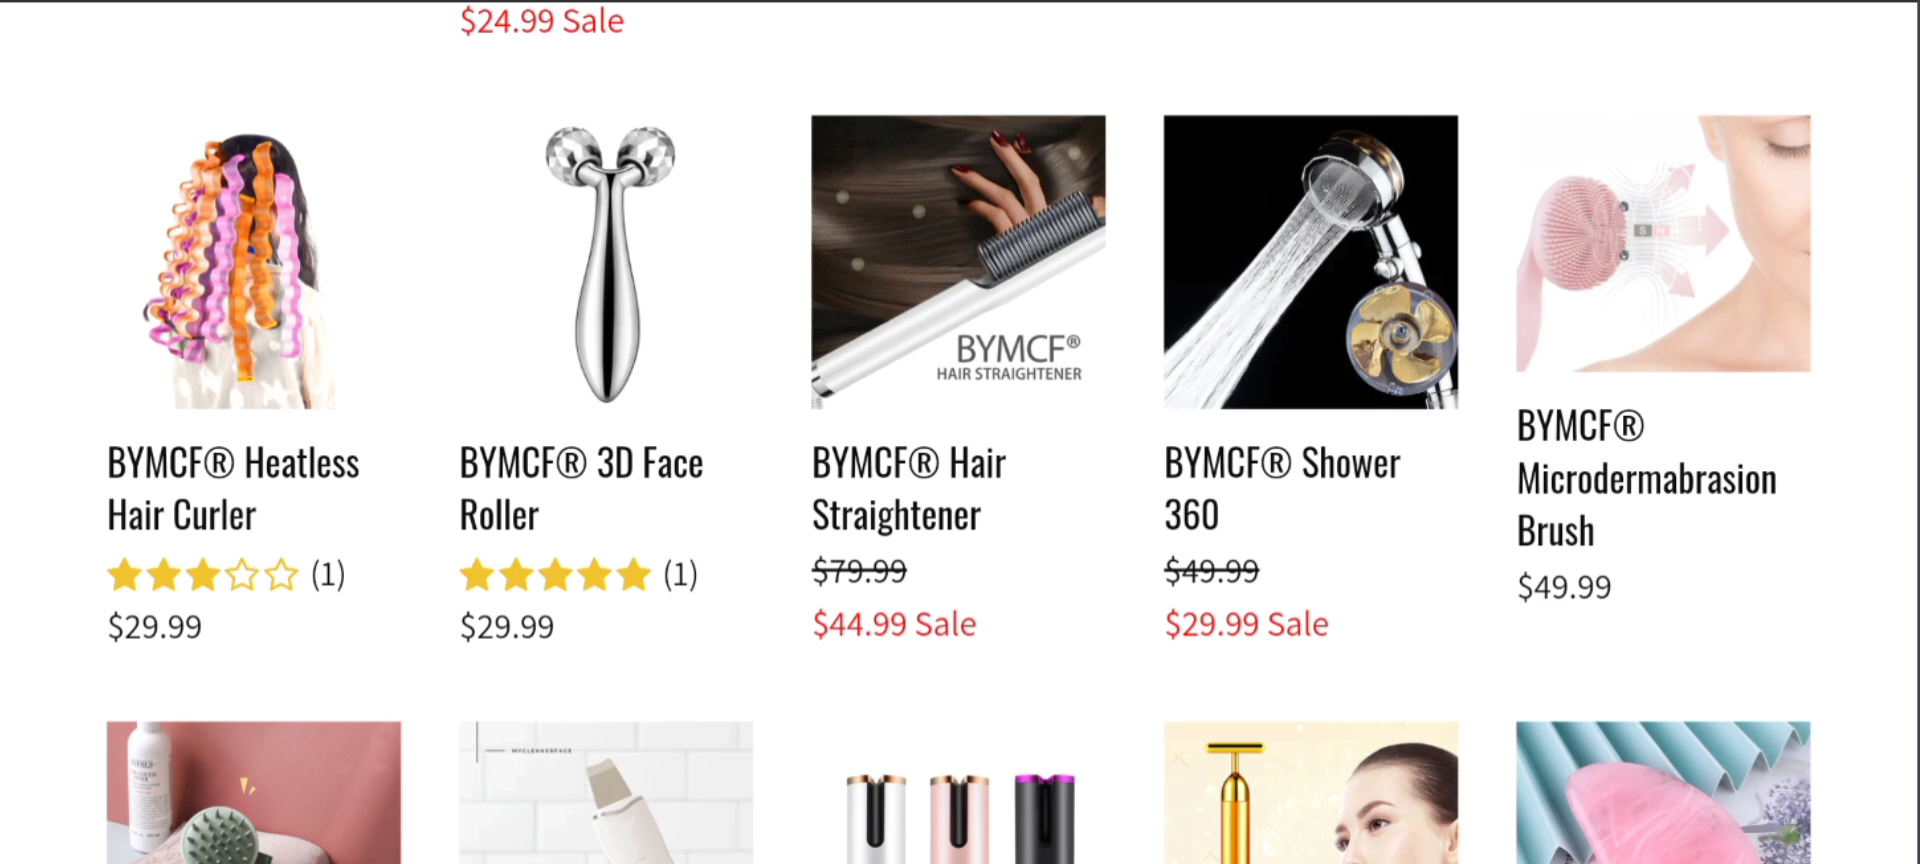 $24.99 Sale
BYMCF®
HAIR STRAIGHTENER
S N
BYMCF® Heatless
Hair Curler
(1)
$29.99
BYMCF® 3D Face
Roller
(1)
$29.99
BYMCF® Hair
Straightener
$79.99
$44.99 Sale
BYMCF® Shower
360
$49.99
$29.99 Sale
BYMCF®
Microdermabrasion
Brush
$49.99
MYCLEANSPACE